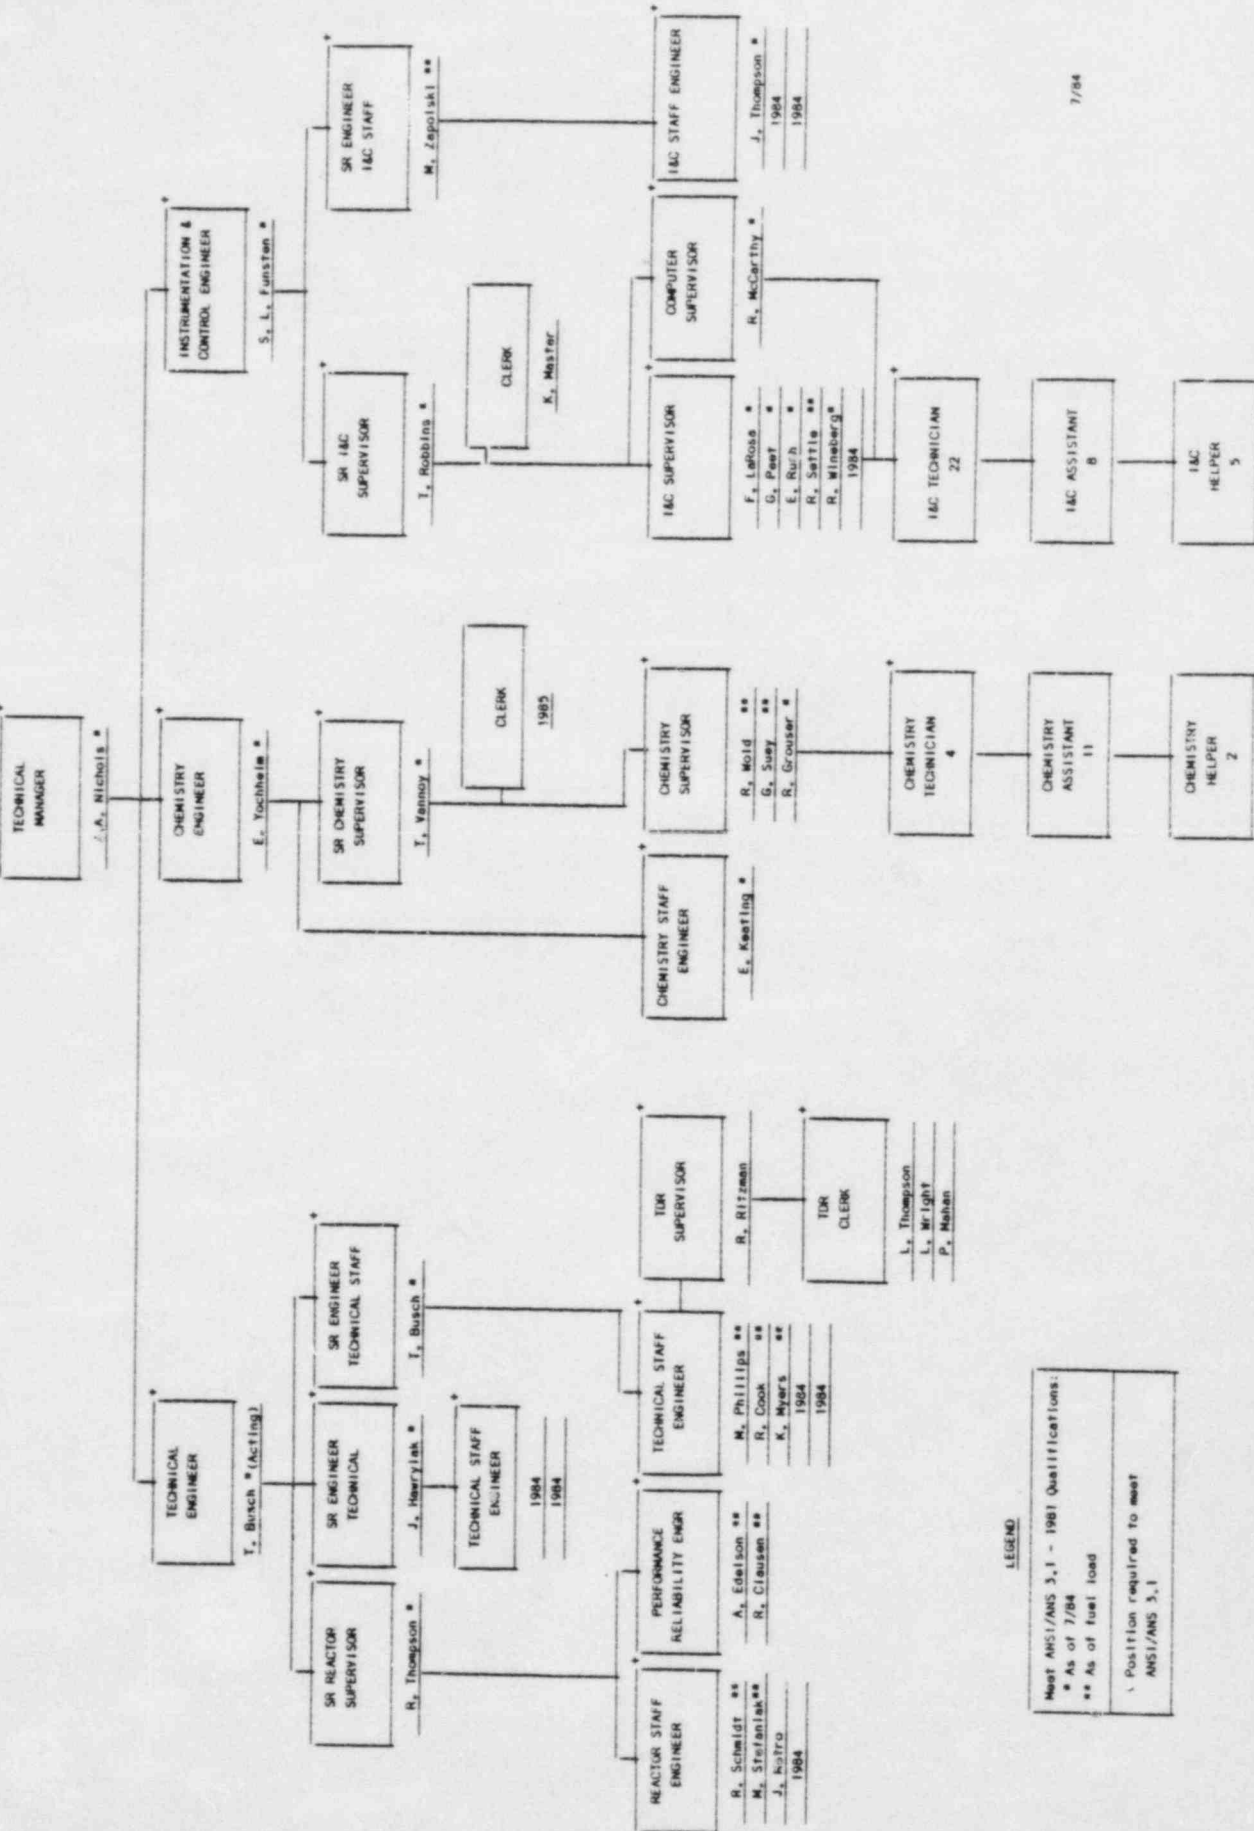 TECHNICAL
MANAGER
A. Nichols *
TECHNICAL
ENGINEER
T. Busch *(Acting)
CHEMISTRY
ENGINEER
E. Yochheim *
INSTRUMENTATION &
CONTROL ENGINEER
S. L. Funsten *
SR REACTOR
SUPERVISOR
R. Thompson *
SR ENGINEER
TECHNICAL
J. Hawrylak *
SR ENGINEER
TECHNICAL STAFF
T. Busch *
SR CHEMISTRY
SUPERVISOR
T. Vannoy *
SR I&C
SUPERVISOR
T. Robbins *
SR ENGINEER
I&C STAFF
M. Zapolski **
TECHNICAL STAFF
ENGINEER
1984
1984
CLERK
1985
CLERK
K. Master
REACTOR STAFF
ENGINEER
R. Schmidt **
M. Stefaniak**
J.
1984
PERFORMANCE
RELIABILITY ENGR
A. Edelson **
R. Clausen **
TECHNICAL STAFF
ENGINEER
M. Phillips **
R. Cook **
K. Myers **
1984
1984
TDR
SUPERVISOR
R. Ritzman
CHEMISTRY STAFF
ENGINEER
E. Keating *
CHEMISTRY
SUPERVISOR
R. Wold **
G. Suey **
R. Grouser *
I&C SUPERVISOR
F. LaRosa *
G. Peet *
E. Ruth *
R. Settle **
R. Wineberg*
1984
COMPUTER
SUPERVISOR
R. McCarthy *
I&C STAFF ENGINEER
J. Thompson *
1984
1984
TDR
CLERK
L. Thompson
L. Wright
P. Mahan
CHEMISTRY
TECHNICIAN
4
I&C TECHNICIAN
22
CHEMISTRY
ASSISTANT
11
I&C ASSISTANT
8
CHEMISTRY
HELPER
2
I&C
HELPER
5
LEGEND
Meet ANSI/ANS 3.1 - 1981 Qualifications:
* As of 7/84
** As of fuel load
Position required to meet
ANSI/ANS 3.1
7/84